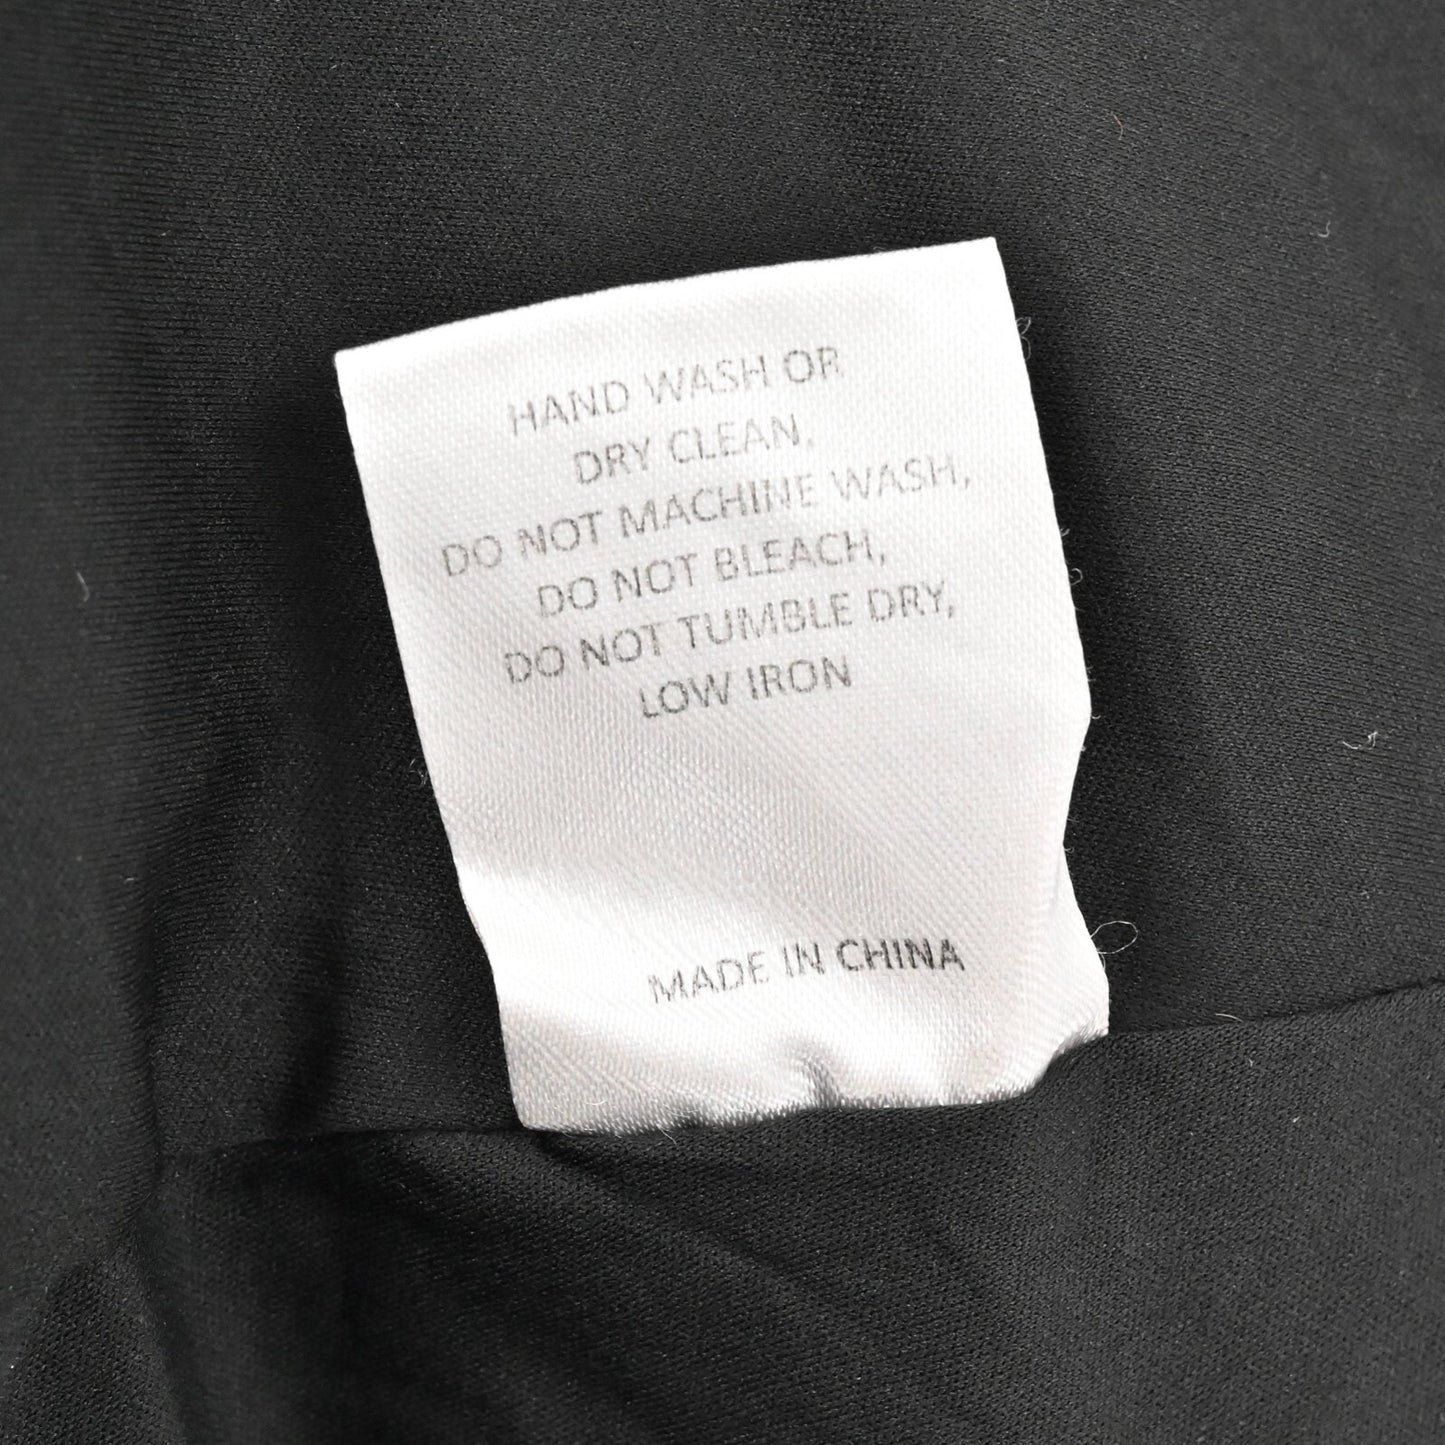 HAND WASH OR
DRY CLEAN,
DO NOT MACHINE WASH,
DO NOT BLEACH,
DO NOT TUMBLE DRY,
LOW IRON
MADE IN CHINA